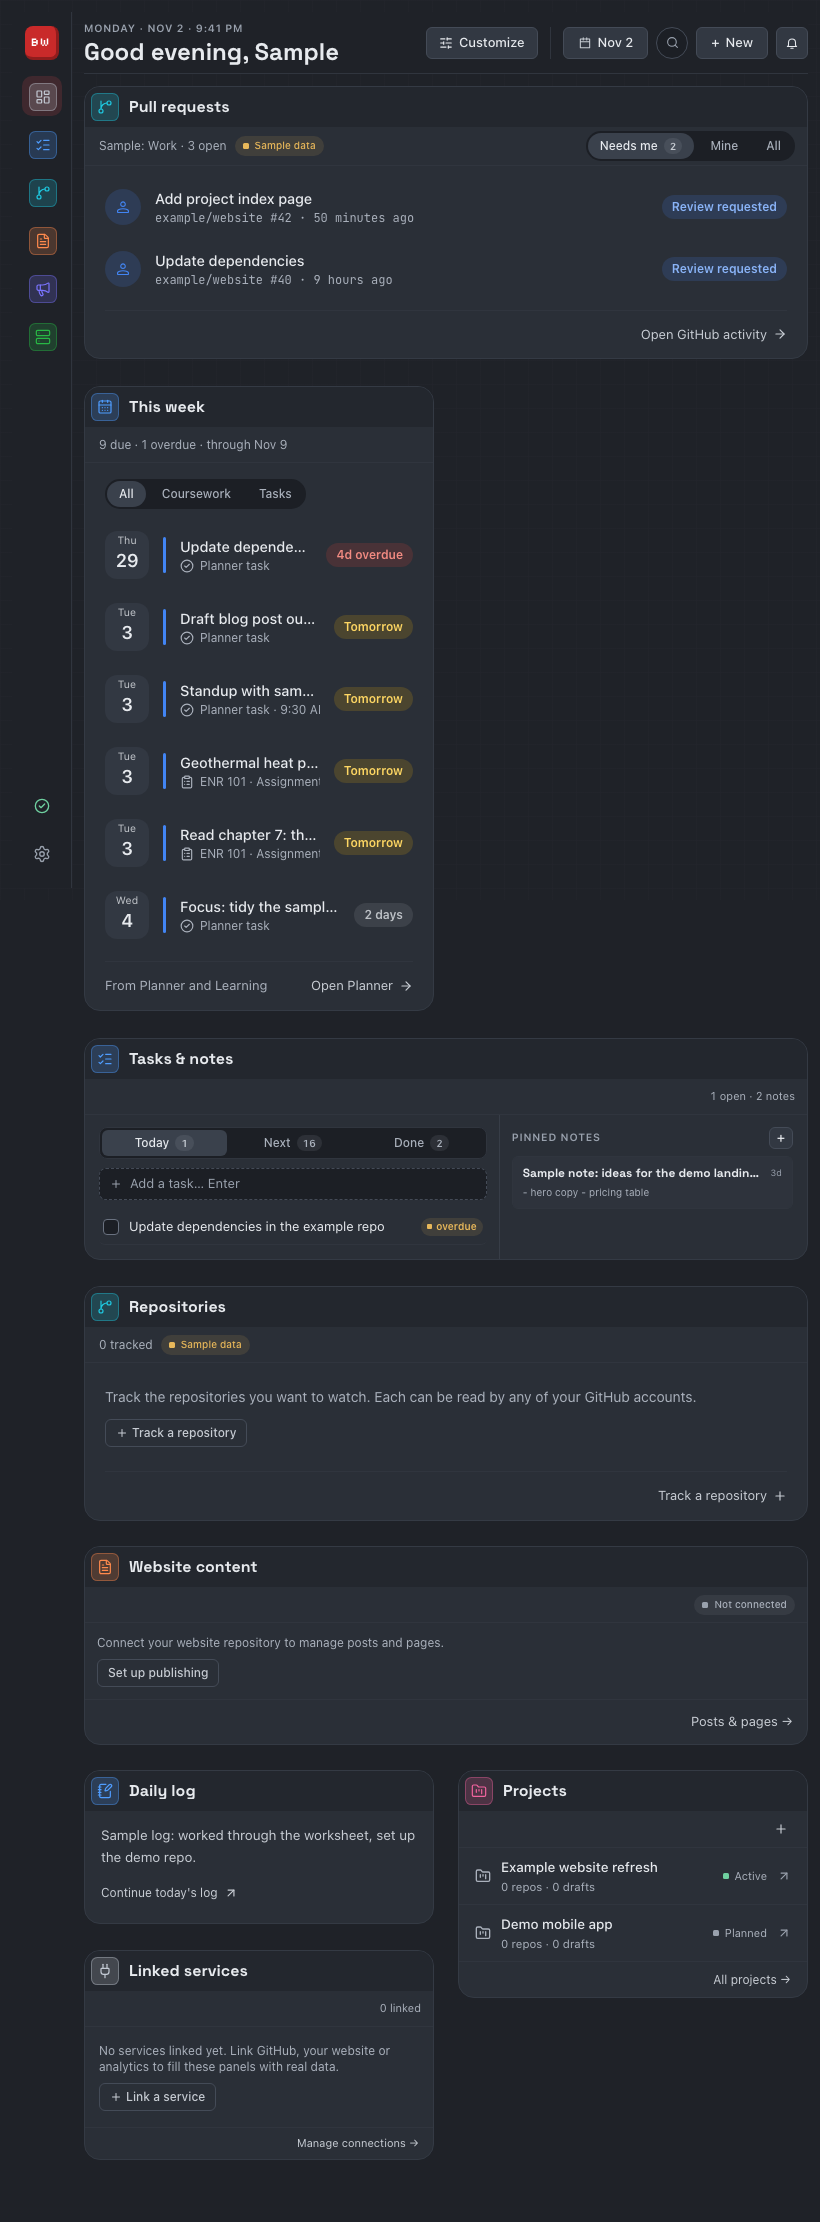 BW
MONDAY · NOV 2 · 9:41 PM
Good evening, Sample
Customize
Nov 2
+ New
Pull requests
Sample: Work · 3 open
Sample data
Needs me 2
Mine
All
Add project index page
example/website #42 · 50 minutes ago
Review requested
Update dependencies
example/website #40 · 9 hours ago
Review requested
Open GitHub activity →
This week
9 due · 1 overdue · through Nov 9
All
Coursework
Tasks
Thu
29
Update depende...
Planner task
4d overdue
Tue
3
Draft blog post ou...
Planner task
Tomorrow
Tue
3
Standup with sam...
Planner task · 9:30 A
Tomorrow
Tue
3
Geothermal heat p...
ENR 101 · Assignment
Tomorrow
Tue
3
Read chapter 7: th...
ENR 101 · Assignment
Tomorrow
Wed
4
Focus: tidy the sampl...
Planner task
2 days
From Planner and Learning
Open Planner →
Tasks & notes
1 open · 2 notes
Today 1
Next 16
Done 2
+ Add a task... Enter
Update dependencies in the example repo
overdue
PINNED NOTES
+
Sample note: ideas for the demo landin...
3d
- hero copy - pricing table
Repositories
0 tracked
Sample data
Track the repositories you want to watch. Each can be read by any of your GitHub accounts.
+ Track a repository
Track a repository +
Website content
Not connected
Connect your website repository to manage posts and pages.
Set up publishing
Posts & pages →
Daily log
Sample log: worked through the worksheet, set up
the demo repo.
Continue today's log ↗
Projects
+
Example website refresh
0 repos · 0 drafts
Active ↗
Demo mobile app
0 repos · 0 drafts
Planned ↗
All projects →
Linked services
0 linked
No services linked yet. Link GitHub, your website or
analytics to fill these panels with real data.
+ Link a service
Manage connections →